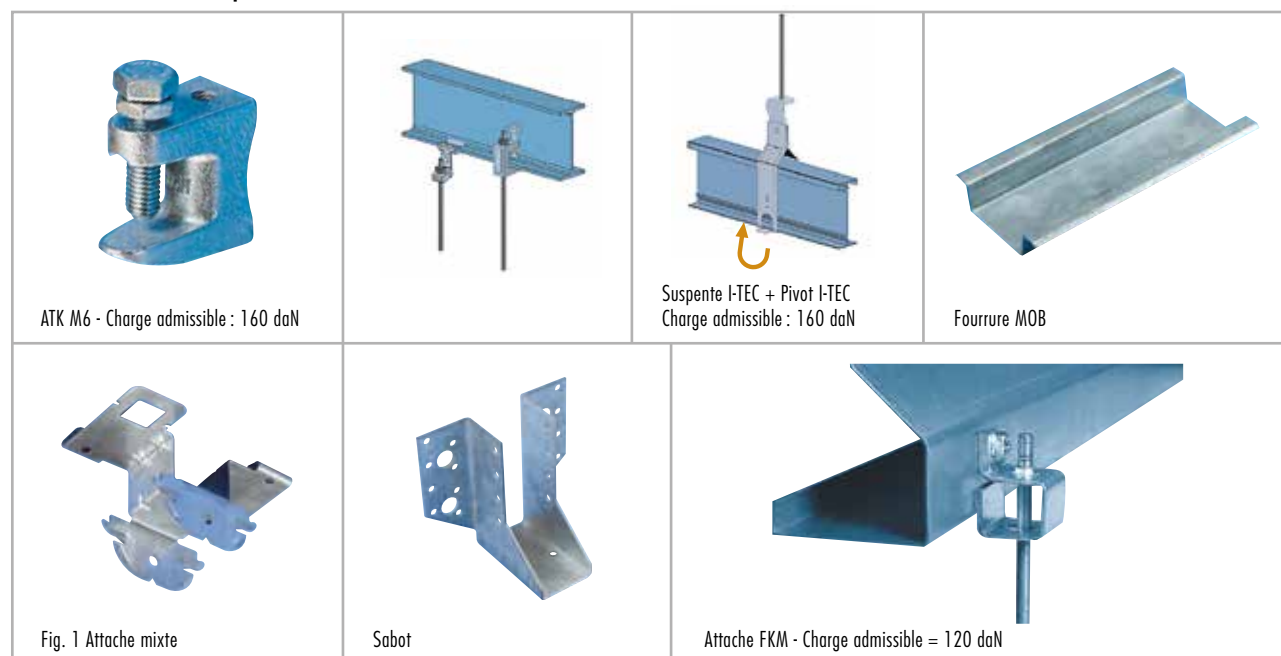 ATK M6 - Charge admissible : 160 daN
Suspente I-TEC + Pivot I-TEC
Charge admissible : 160 daN
Fourrure MOB
Fig. 1 Attache mixte
Sabot
Attache FKM - Charge admissible = 120 daN